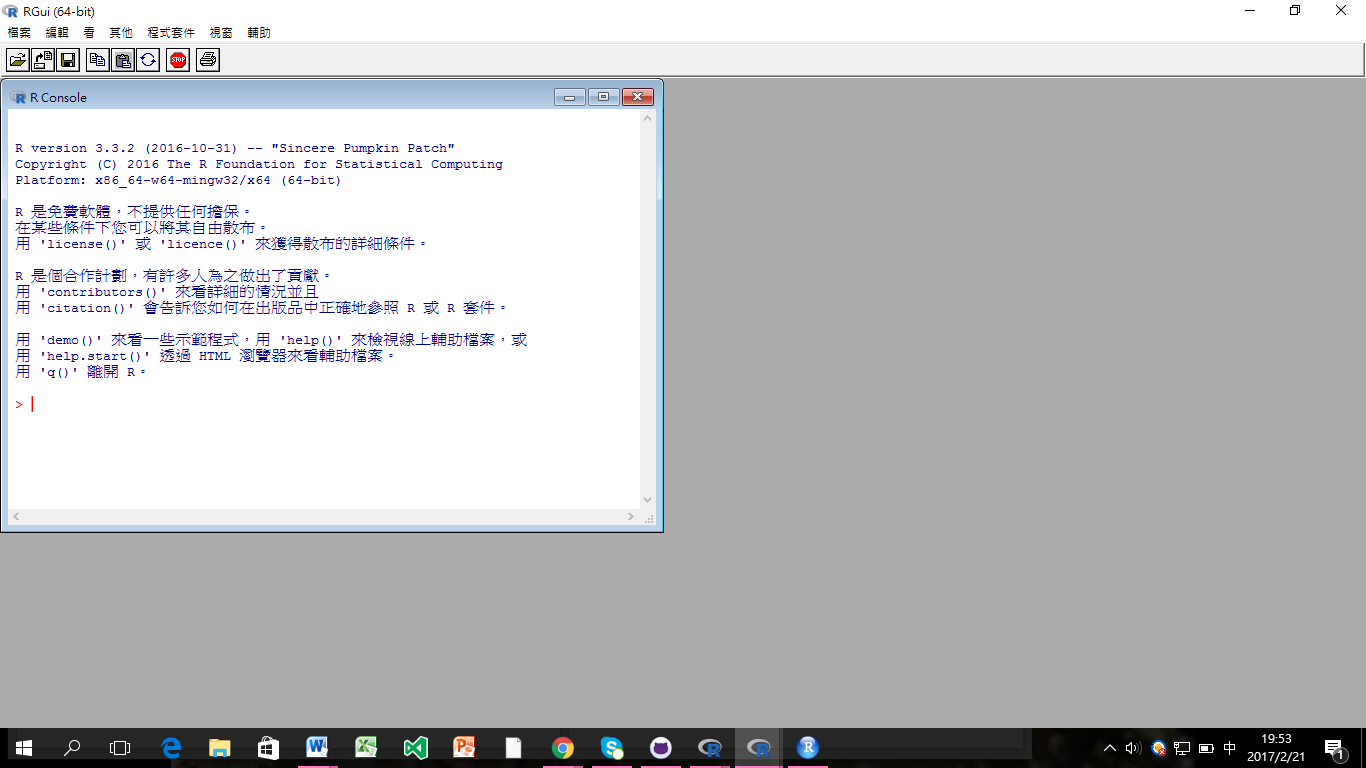 RGui (64-bit)
檔案 編輯 看 其他 程式套件 視窗 輔助
STOP
R Console
R version 3.3.2 (2016-10-31) -- "Sincere Pumpkin Patch"
Copyright (C) 2016 The R Foundation for Statistical Computing
Platform: x86_64-w64-mingw32/x64 (64-bit)
R 是免費軟體，不提供任何擔保。
在某些條件下您可以將其自由散布。
用 'license()' 或 'licence()' 來獲得散布的詳細條件。
R 是個合作計劃，有許多人為之做出了貢獻。
用 'contributors()' 來看詳細的情況並且
用 'citation()' 會告訴您如何在出版品中正確地參照 R 或 R 套件。
用 'demo()' 來看一些示範程式，用 'help()' 來檢視線上輔助檔案，或
用 'help.start()' 透過 HTML 瀏覽器來看輔助檔案。
用 'q()' 離開 R。
>
中
19:53
2017/2/21
1